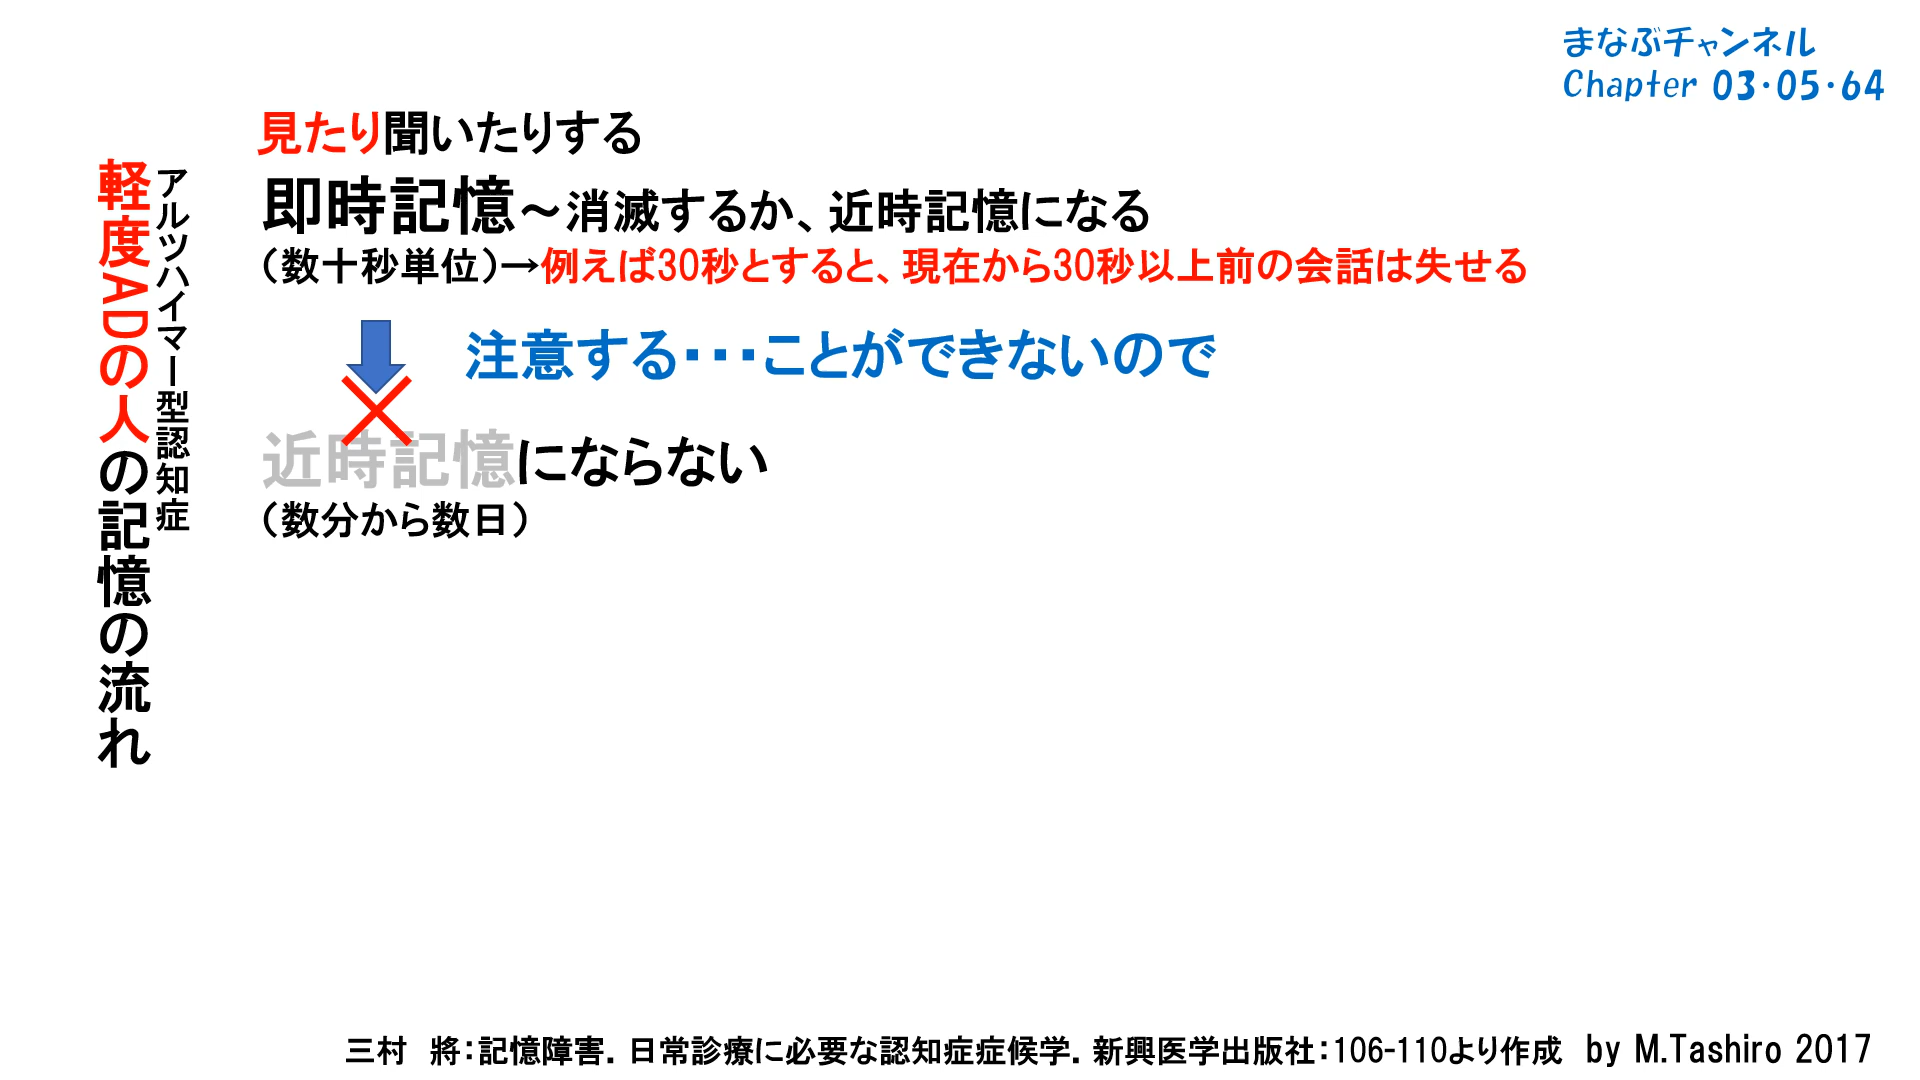 まなぶチャンネル
Chapter 03・05・64
軽度ADの人の記憶の流れ
アルツハイマー型認知症
見たり聞いたりする
即時記憶～消滅するか、近時記憶になる
（数十秒単位）→例えば30秒とすると、現在から30秒以上前の会話は失せる
注意する・・・ことができないので
近時記憶にならない
（数分から数日）
三村　將：記憶障害．日常診療に必要な認知症症候学．新興医学出版社：106-110より作成　by M.Tashiro 2017